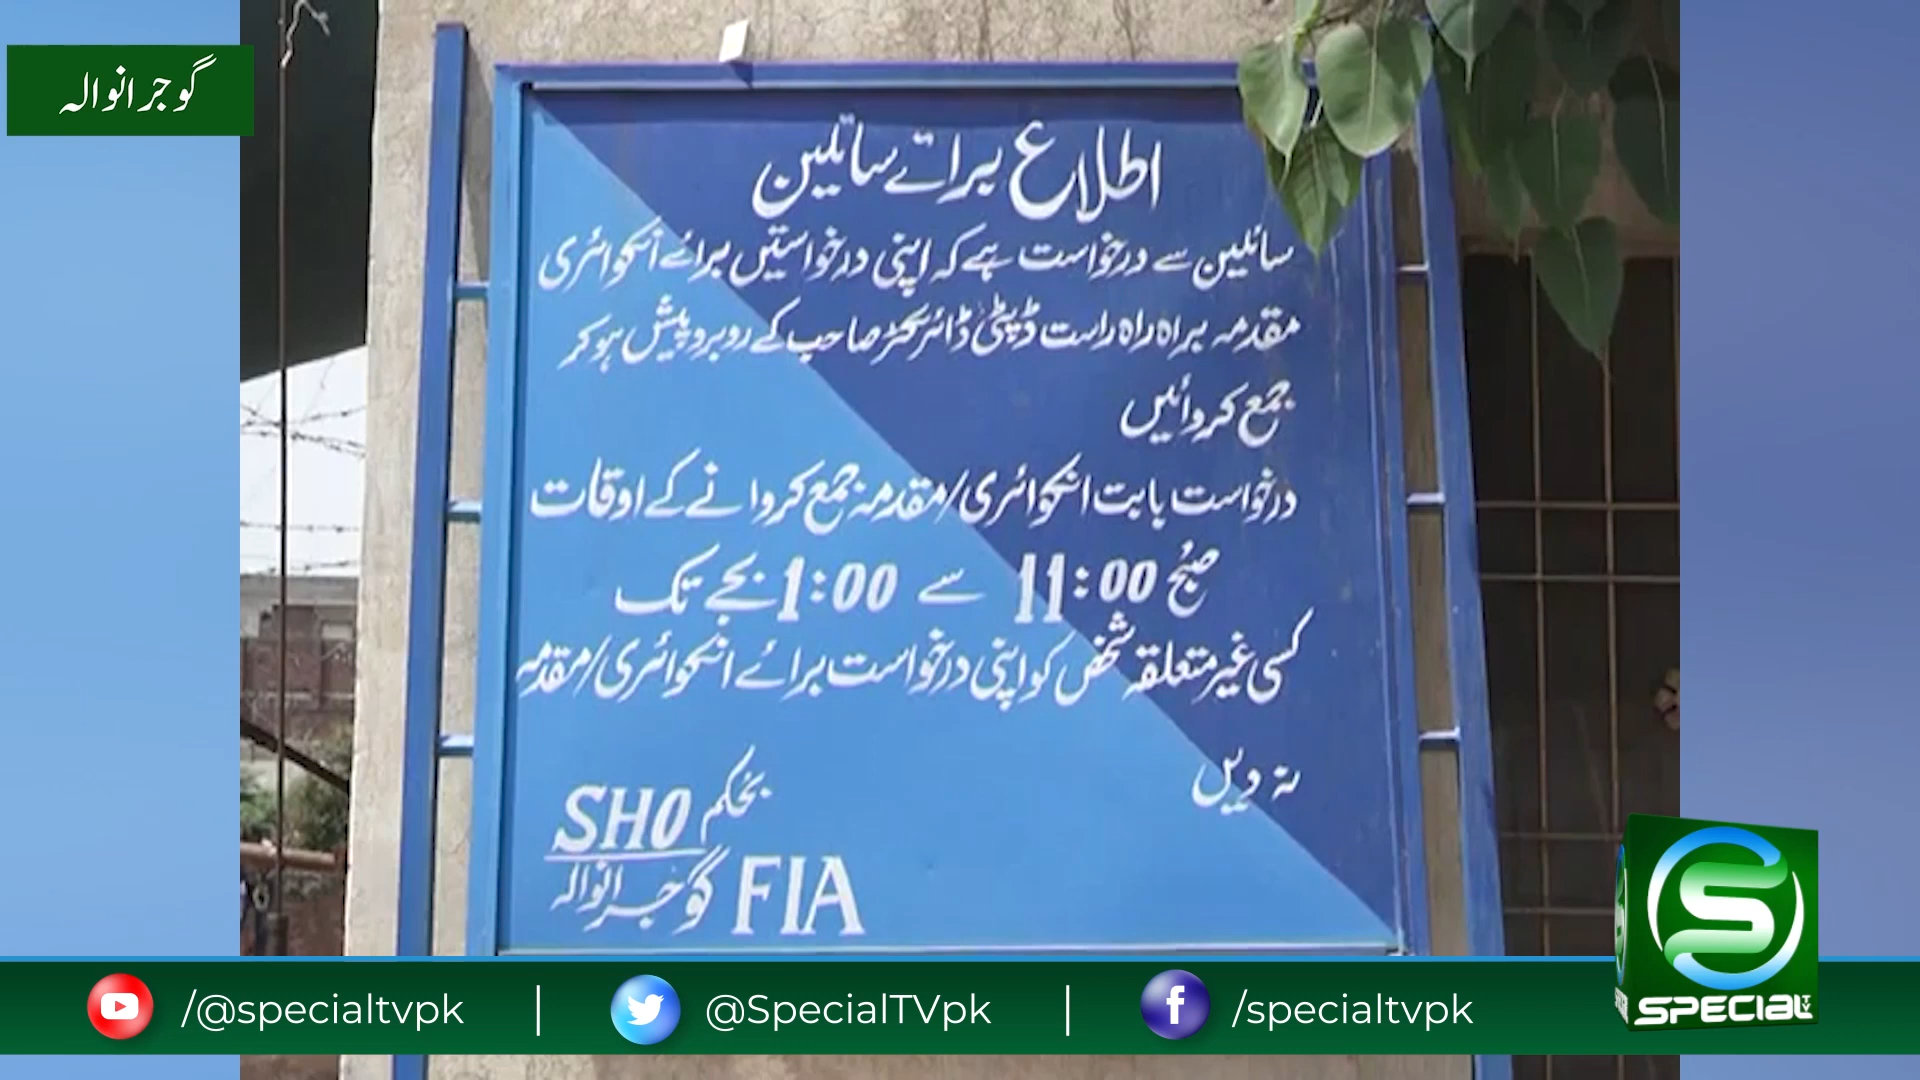 گوجرانوالہ
اطلاع برائے سائلین
سائلین سے درخواست ہے کہ اپنی درخواستیں برائے انکوائری
مقدمہ براہ راہ راست ڈپٹی ڈائریکٹر صاحب کے روبرو پیش ہو کر
جمع کروائیں
درخواست بابت انکوائری/مقدمہ جمع کروانے کے اوقات
صبح 11:00 سے 1:00 بجے تک
کسی غیر متعلقہ شخص کو اپنی درخواست برائے انکوائری/مقدمہ
نہ دیں
بحکم SHO
FIA گوجرانوالہ
/@specialtvpk | @SpecialTVpk | /specialtvpk
SPECIAL TV